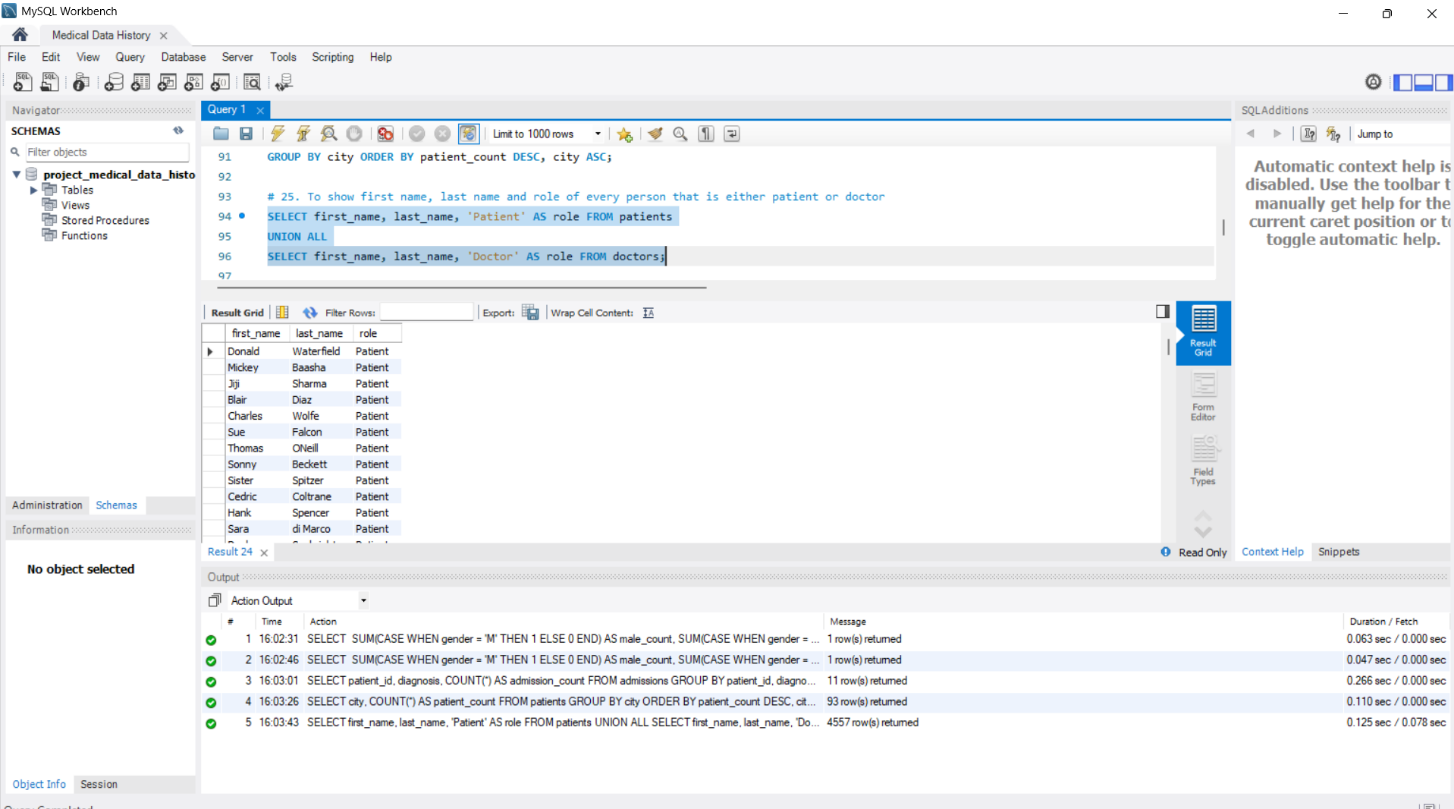 MySQL Workbench
Medical Data History
File Edit View Query Database Server Tools Scripting Help
Navigator
SCHEMAS
Filter objects
project_medical_data_histo
Tables
Views
Stored Procedures
Functions
Administration Schemas
Information
No object selected
Object Info Session
Query 1
Limit to 1000 rows
91 GROUP BY city ORDER BY patient_count DESC, city ASC;
92
93 # 25. To show first name, last name and role of every person that is either patient or doctor
94 SELECT first_name, last_name, 'Patient' AS role FROM patients
95 UNION ALL
96 SELECT first_name, last_name, 'Doctor' AS role FROM doctors;
97
Result Grid Filter Rows: Export: Wrap Cell Content:
first_name last_name role
Donald Waterfield Patient
Mickey Baasha Patient
Jiji Sharma Patient
Blair Diaz Patient
Charles Wolfe Patient
Sue Falcon Patient
Thomas ONeill Patient
Sonny Beckett Patient
Sister Spitzer Patient
Cedric Coltrane Patient
Hank Spencer Patient
Sara di Marco Patient
Result
Grid
Form
Editor
Field
Types
Result 24
Read Only
SQLAdditions
Jump to
Automatic context help is
disabled. Use the toolbar t
manually get help for the
current caret position or to
toggle automatic help.
Context Help Snippets
Output
Action Output
# Time Action Message Duration / Fetch
1 16:02:31 SELECT SUM(CASE WHEN gender = 'M' THEN 1 ELSE 0 END) AS male_count, SUM(CASE WHEN gender = ... 1 row(s) returned 0.063 sec / 0.000 sec
2 16:02:46 SELECT SUM(CASE WHEN gender = 'M' THEN 1 ELSE 0 END) AS male_count, SUM(CASE WHEN gender = ... 1 row(s) returned 0.047 sec / 0.000 sec
3 16:03:01 SELECT patient_id, diagnosis, COUNT(*) AS admission_count FROM admissions GROUP BY patient_id, diagno... 11 row(s) returned 0.266 sec / 0.000 sec
4 16:03:26 SELECT city, COUNT(*) AS patient_count FROM patients GROUP BY city ORDER BY patient_count DESC, cit... 93 row(s) returned 0.110 sec / 0.000 sec
5 16:03:43 SELECT first_name, last_name, 'Patient' AS role FROM patients UNION ALL SELECT first_name, last_name, 'Do... 4557 row(s) returned 0.125 sec / 0.078 sec
Query Completed